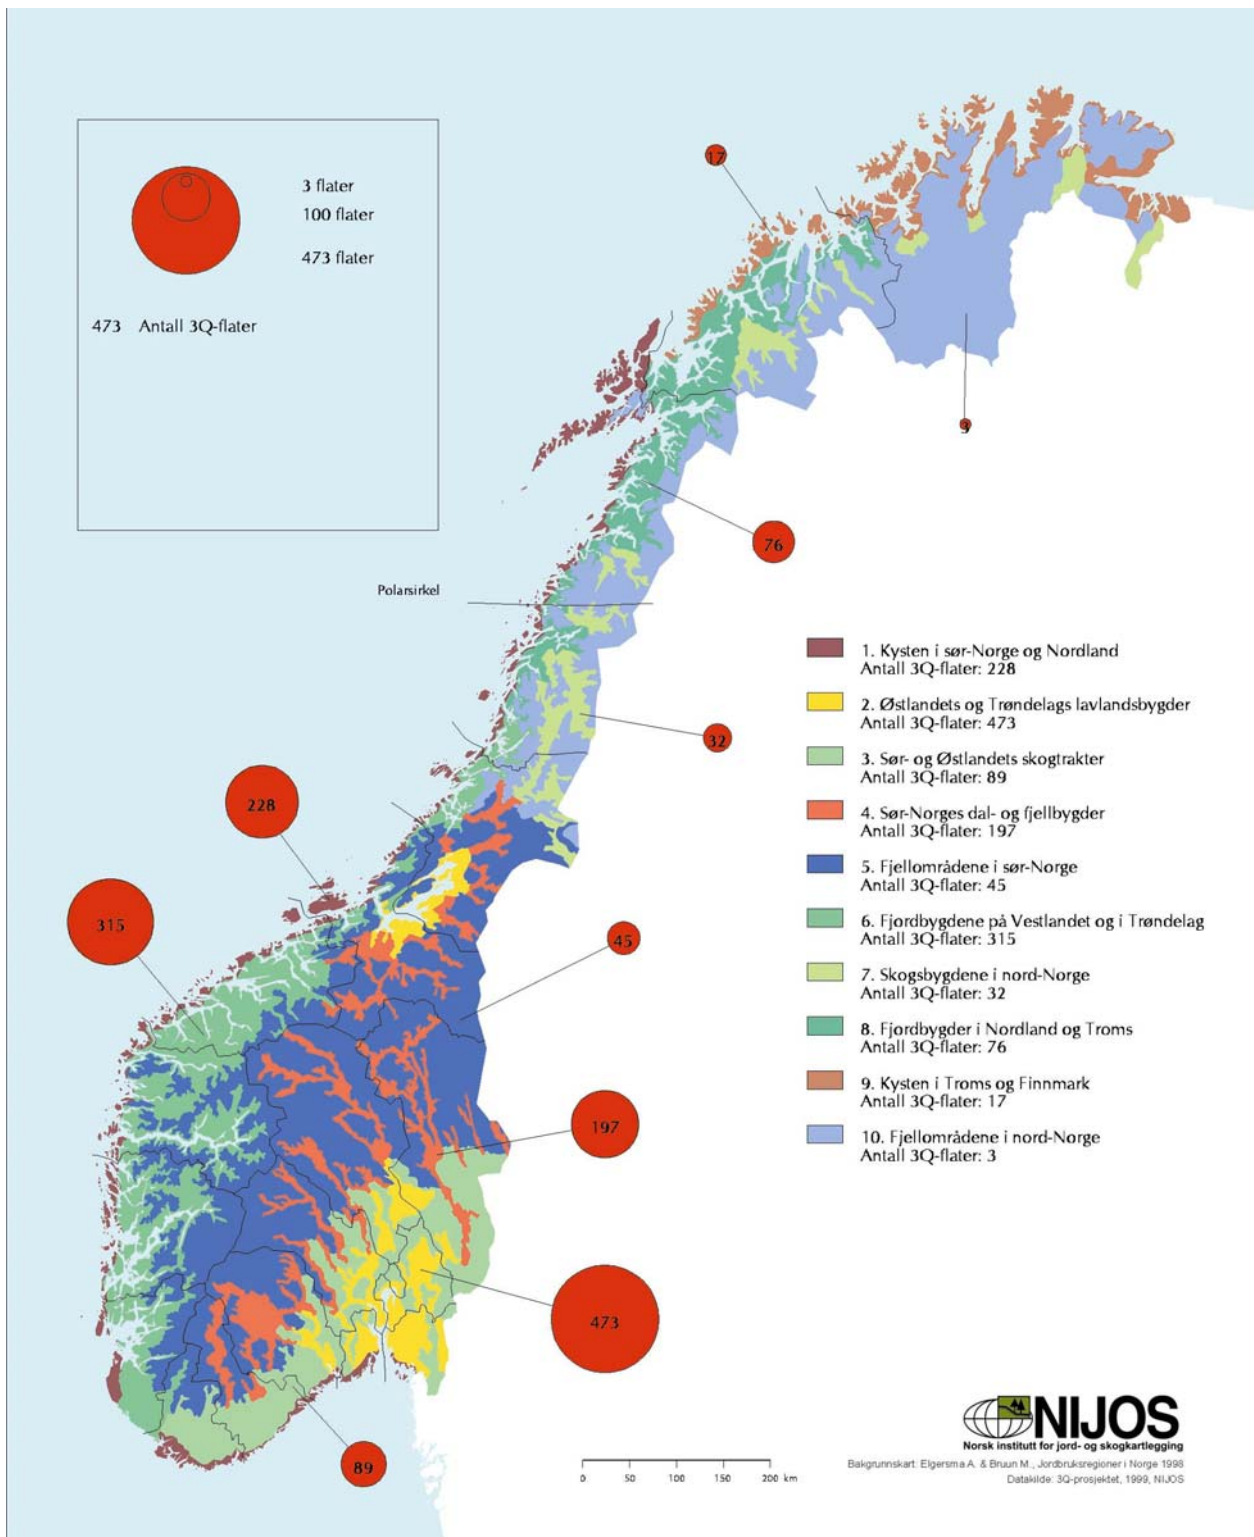 3 flater
100 flater
473 flater
473 Antall 3Q-flater
17
3
76
Polarsirkel
32
228
315
45
197
473
89
1. Kysten i sør-Norge og Nordland
Antall 3Q-flater: 228
2. Østlandets og Trøndelags lavlandsbygder
Antall 3Q-flater: 473
3. Sør- og Østlandets skogtrakter
Antall 3Q-flater: 89
4. Sør-Norges dal- og fjellbygder
Antall 3Q-flater: 197
5. Fjellområdene i sør-Norge
Antall 3Q-flater: 45
6. Fjordbygdene på Vestlandet og i Trøndelag
Antall 3Q-flater: 315
7. Skogsbygdene i nord-Norge
Antall 3Q-flater: 32
8. Fjordbygder i Nordland og Troms
Antall 3Q-flater: 76
9. Kysten i Troms og Finnmark
Antall 3Q-flater: 17
10. Fjellområdene i nord-Norge
Antall 3Q-flater: 3
NIJOS
Norsk institutt for jord- og skogkartlegging
Bakgrunnskart: Elgersma A. & Bruun M., Jordbruksregioner i Norge 1998
Datakilde: 3Q-prosjektet, 1999, NIJOS
0 50 100 150 200 km